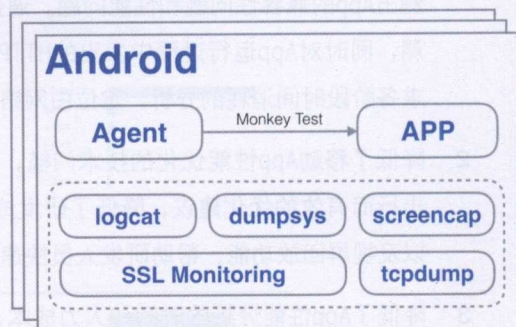 Android
Monkey Test
Agent
APP
logcat
dumpsys
screencap
SSL Monitoring
tcpdump